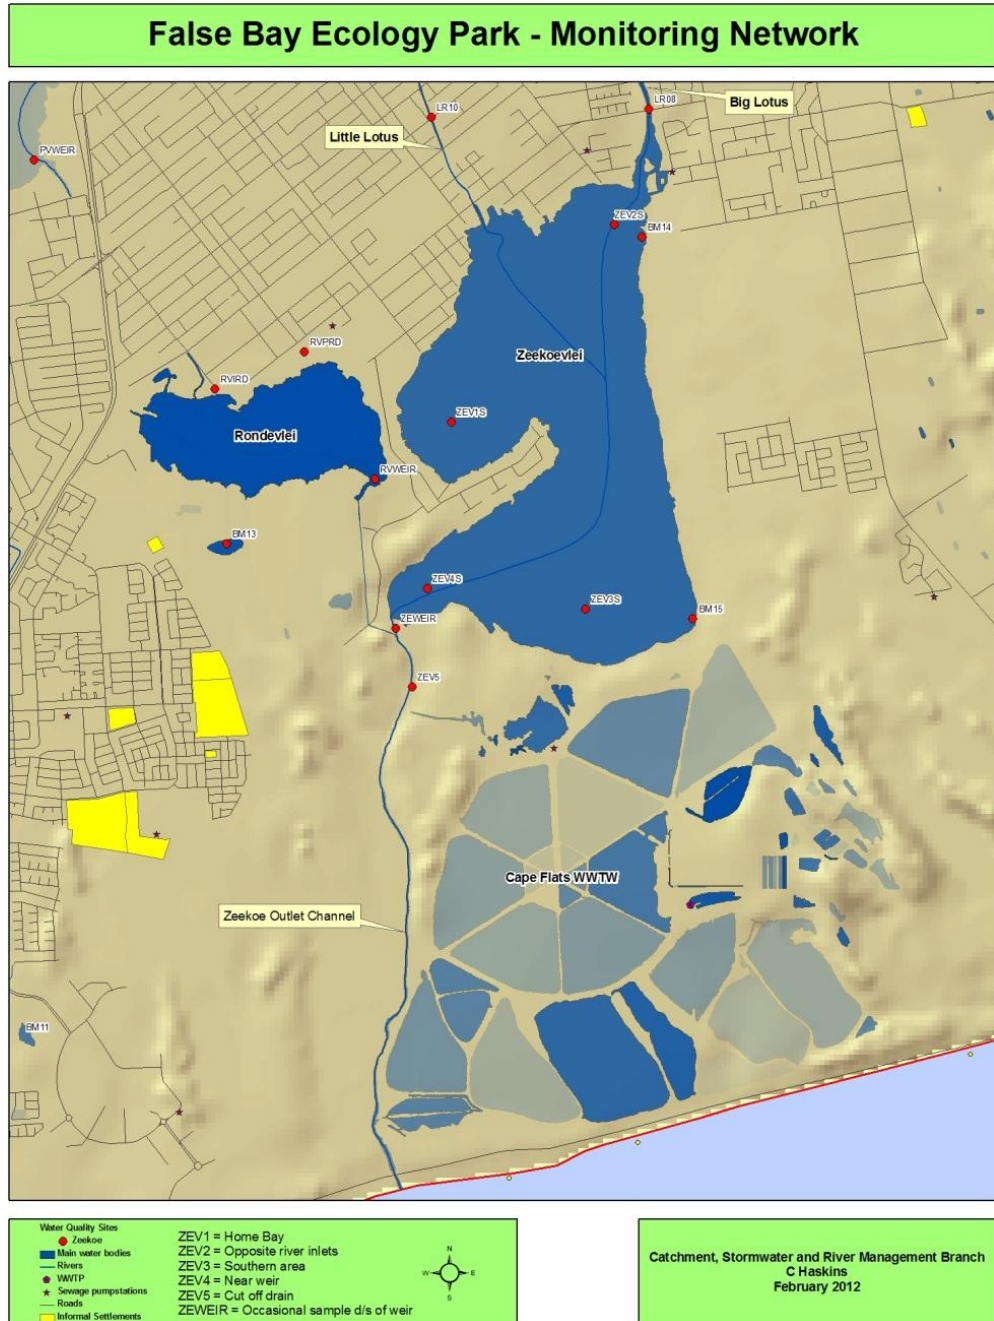 False Bay Ecology Park - Monitoring Network
LR08
Big Lotus
LR10
Little Lotus
PVWEIR
ZEV2S
BM14
RVPRD
Zeekoevlei
RVIRD
ZEV1S
Rondevlei
RVWEIR
BM13
ZEV4S
ZEV3S
BM15
ZEWEIR
ZEV5
Cape Flats WWTW
Zeekoe Outlet Channel
BM11
Water Quality Sites
Zeekoe
Main water bodies
Rivers
WWTP
Sewage pumpstations
Roads
Informal Settlements
ZEV1 = Home Bay
ZEV2 = Opposite river inlets
ZEV3 = Southern area
ZEV4 = Near weir
ZEV5 = Cut off drain
ZEWEIR = Occasional sample d/s of weir
N
W
E
S
Catchment, Stormwater and River Management Branch
C Haskins
February 2012